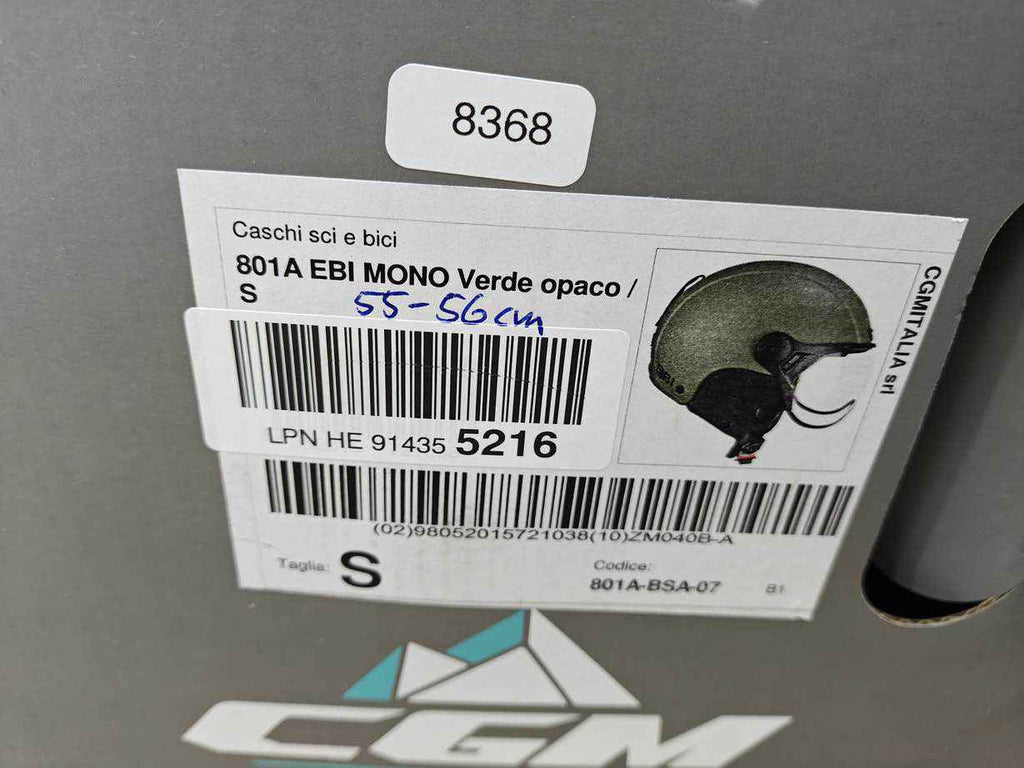 8368
Caschi sci e bici
801A EBI MONO Verde opaco /
S
55-56cm
CGMITALIA srl
LPN HE 91435 5216
(02)98052015721038(10)ZM040B-A
Taglia: S
Codice:
801A-BSA-07
B1
CGM